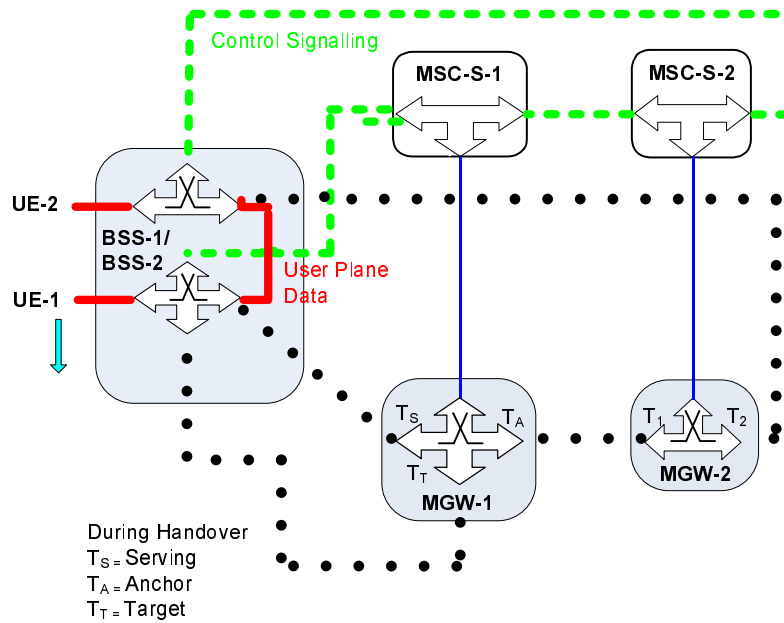 Control Signalling
MSC-S-1
MSC-S-2
UE-2
BSS-1/
BSS-2
User Plane
Data
UE-1
TS
TA
TT
MGW-1
T1
T2
MGW-2
During Handover
TS = Serving
TA = Anchor
TT = Target